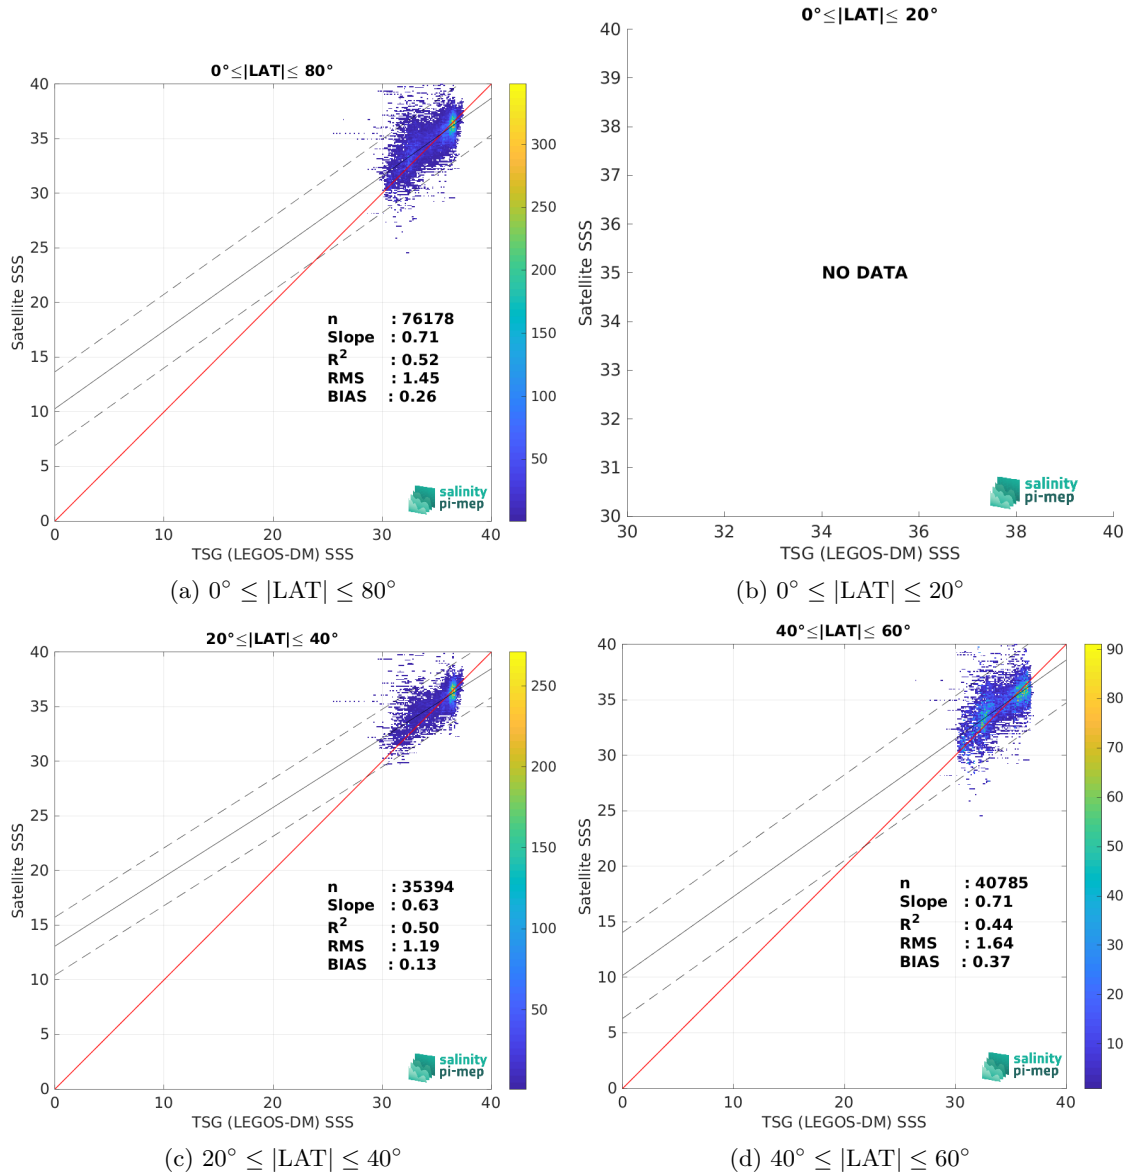 0°≤|LAT|≤ 80°
40
35
30
25
20
15
10
5
0
Satellite SSS
n : 76178
Slope : 0.71
R² : 0.52
RMS : 1.45
BIAS : 0.26
salinity
pi-mep
0 10 20 30 40
TSG (LEGOS-DM) SSS
300
250
200
150
100
50
(a) 0° ≤ |LAT| ≤ 80°
0°≤|LAT|≤ 20°
40
39
38
37
36
35
34
33
32
31
30
Satellite SSS
NO DATA
salinity
pi-mep
30 32 34 36 38 40
TSG (LEGOS-DM) SSS
(b) 0° ≤ |LAT| ≤ 20°
20°≤|LAT|≤ 40°
40
35
30
25
20
15
10
5
0
Satellite SSS
n : 35394
Slope : 0.63
R² : 0.50
RMS : 1.19
BIAS : 0.13
salinity
pi-mep
0 10 20 30 40
TSG (LEGOS-DM) SSS
250
200
150
100
50
(c) 20° ≤ |LAT| ≤ 40°
40°≤|LAT|≤ 60°
40
35
30
25
20
15
10
5
0
Satellite SSS
n : 40785
Slope : 0.71
R² : 0.44
RMS : 1.64
BIAS : 0.37
salinity
pi-mep
0 10 20 30 40
TSG (LEGOS-DM) SSS
90
80
70
60
50
40
30
20
10
(d) 40° ≤ |LAT| ≤ 60°